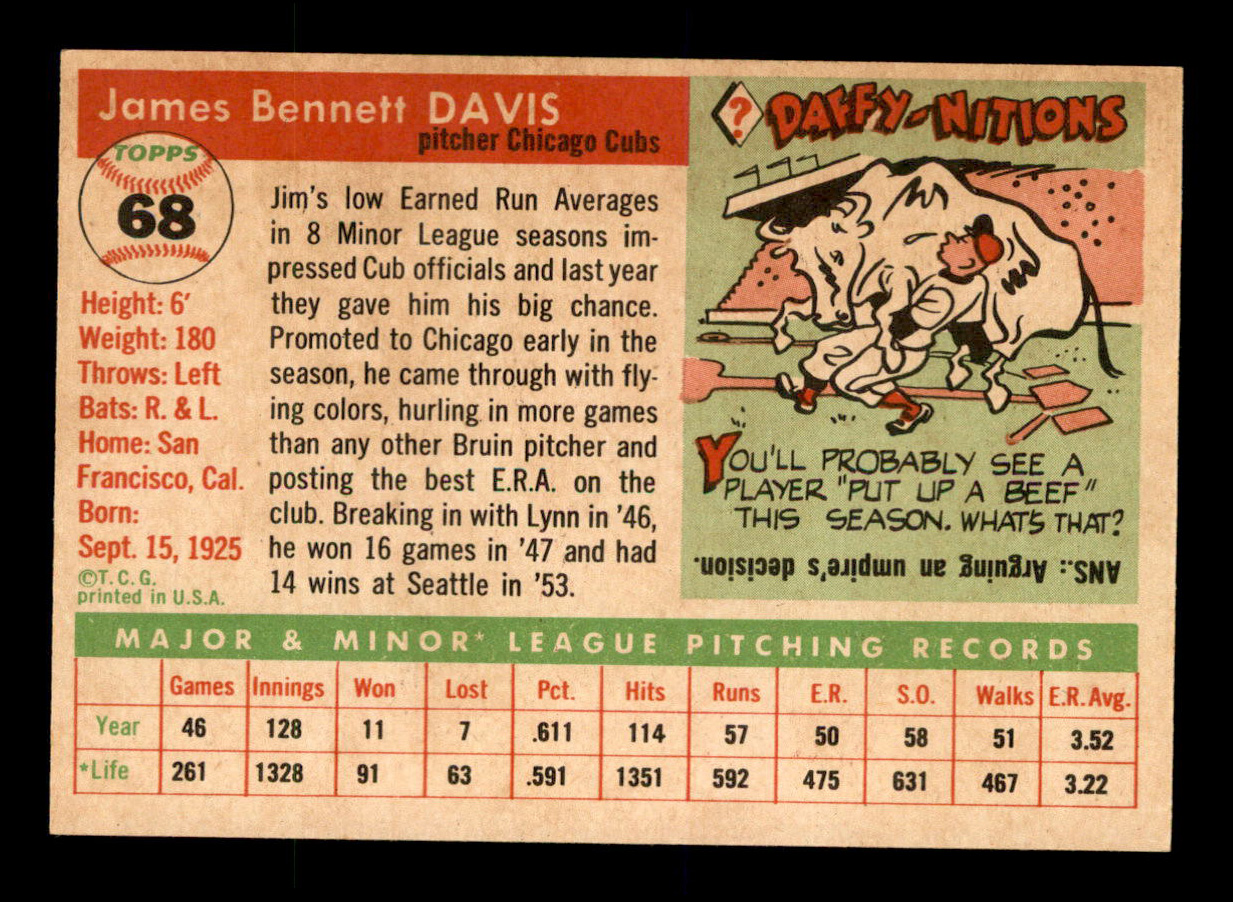 James Bennett DAVIS
pitcher Chicago Cubs
TOPPS
68
Height: 6'
Weight: 180
Throws: Left
Bats: R. & L.
Home: San
Francisco, Cal.
Born:
Sept. 15, 1925
©T. C. G.
printed in U.S.A.
Jim's low Earned Run Averages
in 8 Minor League seasons im-
pressed Cub officials and last year
they gave him his big chance.
Promoted to Chicago early in the
season, he came through with fly-
ing colors, hurling in more games
than any other Bruin pitcher and
posting the best E.R.A. on the
club. Breaking in with Lynn in '46,
he won 16 games in '47 and had
14 wins at Seattle in '53.
? DAFFY-NITIONS
YOU'LL PROBABLY SEE A
PLAYER "PUT UP A BEEF"
THIS SEASON. WHAT'S THAT?
ANS.: Arguing an umpire's decision.
MAJOR & MINOR* LEAGUE PITCHING RECORDS
Games Innings Won Lost Pct. Hits Runs E.R. S.O. Walks E.R. Avg.
Year 46 128 11 7 .611 114 57 50 58 51 3.52
*Life 261 1328 91 63 .591 1351 592 475 631 467 3.22